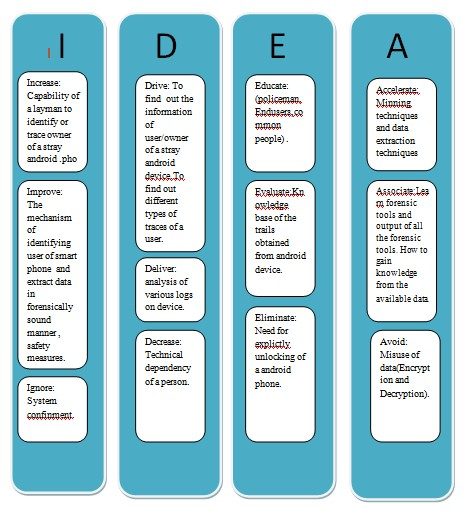 I
Increase:
Capability of
a layman to
identify or
trace owner
of a stray
android .pho
Improve:
The
mechanism
of
identifying
user of smart
phone and
extract data
in
forensically
sound
manner ,
safety
measures.
Ignore:
System
confinment.
D
Drive: To
find out the
information
of
user/owner
of a stray
android
device.To
find out
different
types of
traces of a
user.
Deliver:
analysis of
various logs
on device.
Decrease:
Technical
dependency
of a person.
E
Educate:
(policeman,
Endusers,co
mmon
people) .
Evaluate:Kn
owledge
base of the
trails
obtained
from android
device.
Eliminate:
Need for
explictly
unlocking of
a android
phone.
A
Accelerate:
Minning
techniques
and data
extraction
techniques
Associate:Lea
rn forensic
tools and
output of all
the forensic
tools. How to
gain
knowledge
from the
available data
Avoid:
Misuse of
data(Encrypt
ion and
Decryption).